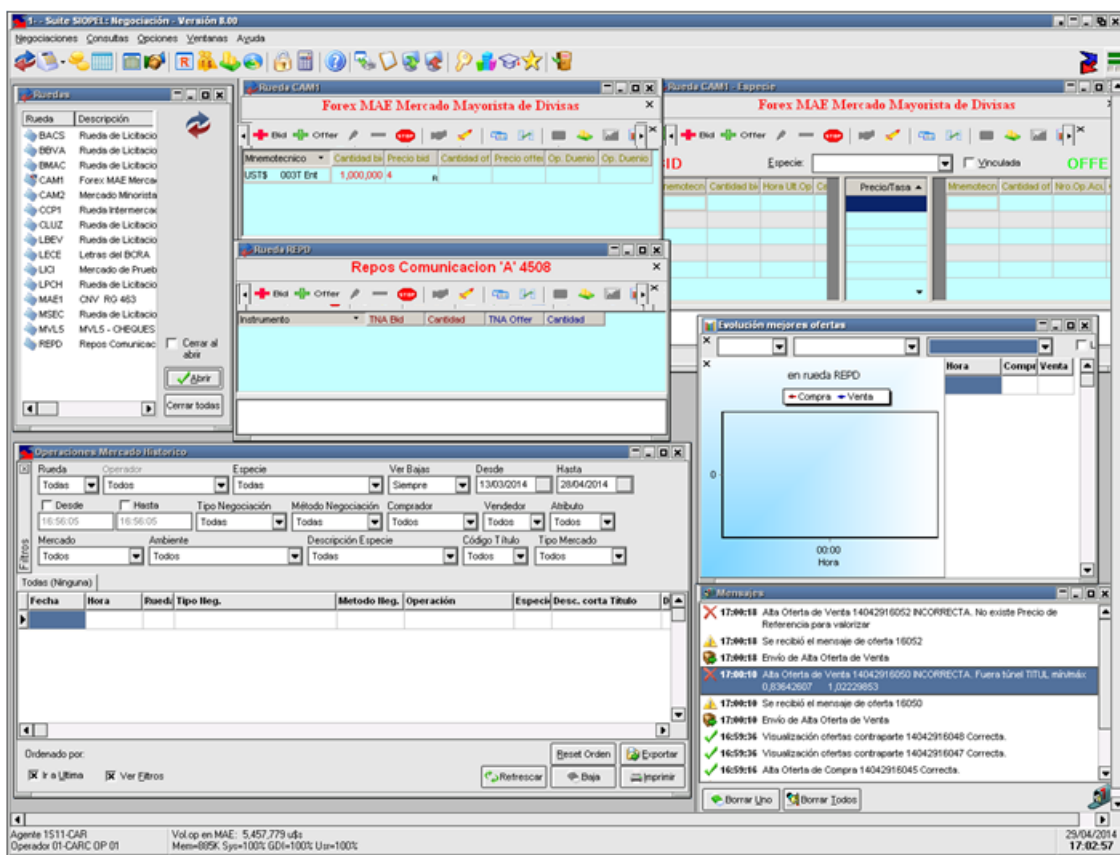 1- - Suite SIOPEL: Negociación - Versión 8.00
Negociaciones Consultas Opciones Ventanas Ayuda
Ruedas
Rueda Descripción
BACS Rueda de Licitacio
BBVA Rueda de Licitacio
BMAC Rueda de Licitacio
CAM1 Forex MAE Merca
CAM2 Mercado Minorista
CCP1 Rueda Intermercac
CLUZ Rueda de Licitacio
LBEV Rueda de Licitacio
LECE Letras del BCRA
LICI Mercado de Prueb
LPCH Rueda de Licitacio
MAE1 CNV RG 463
MSEC Rueda de Licitacio
MVLS MVLS - CHEQUES
REPD Repos Comunicac
Cerrar al abrir
Abrir
Cerrar todas
Rueda CAM1
Forex MAE Mercado Mayorista de Divisas
Bid Offer STOP
Mnemotecnico Cantidad bi Precio bid Cantidad of Precio offer Op. Duenio Op. Duenio
UST$ 003T Ent 1,000,000 4 R
Rueda CAM1 - Especie
Forex MAE Mercado Mayorista de Divisas
Bid Offer STOP
ID Especie: Vinculada OFFE
nemotecn Cantidad bi Hora Ult.Op Ca Precio/Tasa Mnemotecn Cantidad of Nro.Op.Acu
Rueda REPD
Repos Comunicacion 'A' 4508
Bid Offer STOP
Instrumento TNA Bid Cantidad TNA Offer Cantidad
Evolución mejores ofertas
L
en rueda REPD
Compra Venta
0
00:00
Hora
Hora Compr Venta
Operaciones Mercado Historico
Filtros
Rueda Operador Especie Ver Bajas Desde Hasta
Todas Todos Todas Siempre 13/03/2014 28/04/2014
Desde Hasta Tipo Negociación Método Negociación Comprador Vendedor Atributo
16:56:05 16:56:05 Todas Todas Todos Todos Todos
Mercado Ambiente Descripción Especie Código Título Tipo Mercado
Todos Todos Todas Todos Todos
Todas (Ninguna)
Fecha Hora Rueda Tipo Neg. Metodo Neg. Operación Especie Desc. corta Título D
Ordenado por:
Reset Orden Exportar
Ir a Ultima Ver Filtros
Refrescar Baja Imprimir
Mensajes
17:00:18 Alta Oferta de Venta 14042916052 INCORRECTA. No existe Precio de
Referencia para valorizar
17:00:18 Se recibió el mensaje de oferta 16052
17:00:18 Envío de Alta Oferta de Venta
17:00:10 Alta Oferta de Venta 14042916050 INCORRECTA. Fuera túnel TITUL min/máx
0,83642607 1,02229853
17:00:10 Se recibió el mensaje de oferta 16050
17:00:10 Envío de Alta Oferta de Venta
16:59:36 Visualización ofertas contraparte 14042916048 Correcta.
16:59:36 Visualización ofertas contraparte 14042916047 Correcta.
16:59:16 Alta Oferta de Compra 14042916045 Correcta.
Borrar Uno Borrar Todos
Agente 1S11-CAR Vol.op en MAE: 5,457,779 u$s 29/04/2014
Operador 01-CARC OP 01 Mem=885K Sys=100% GDI=100% Usr=100% 17:02:57